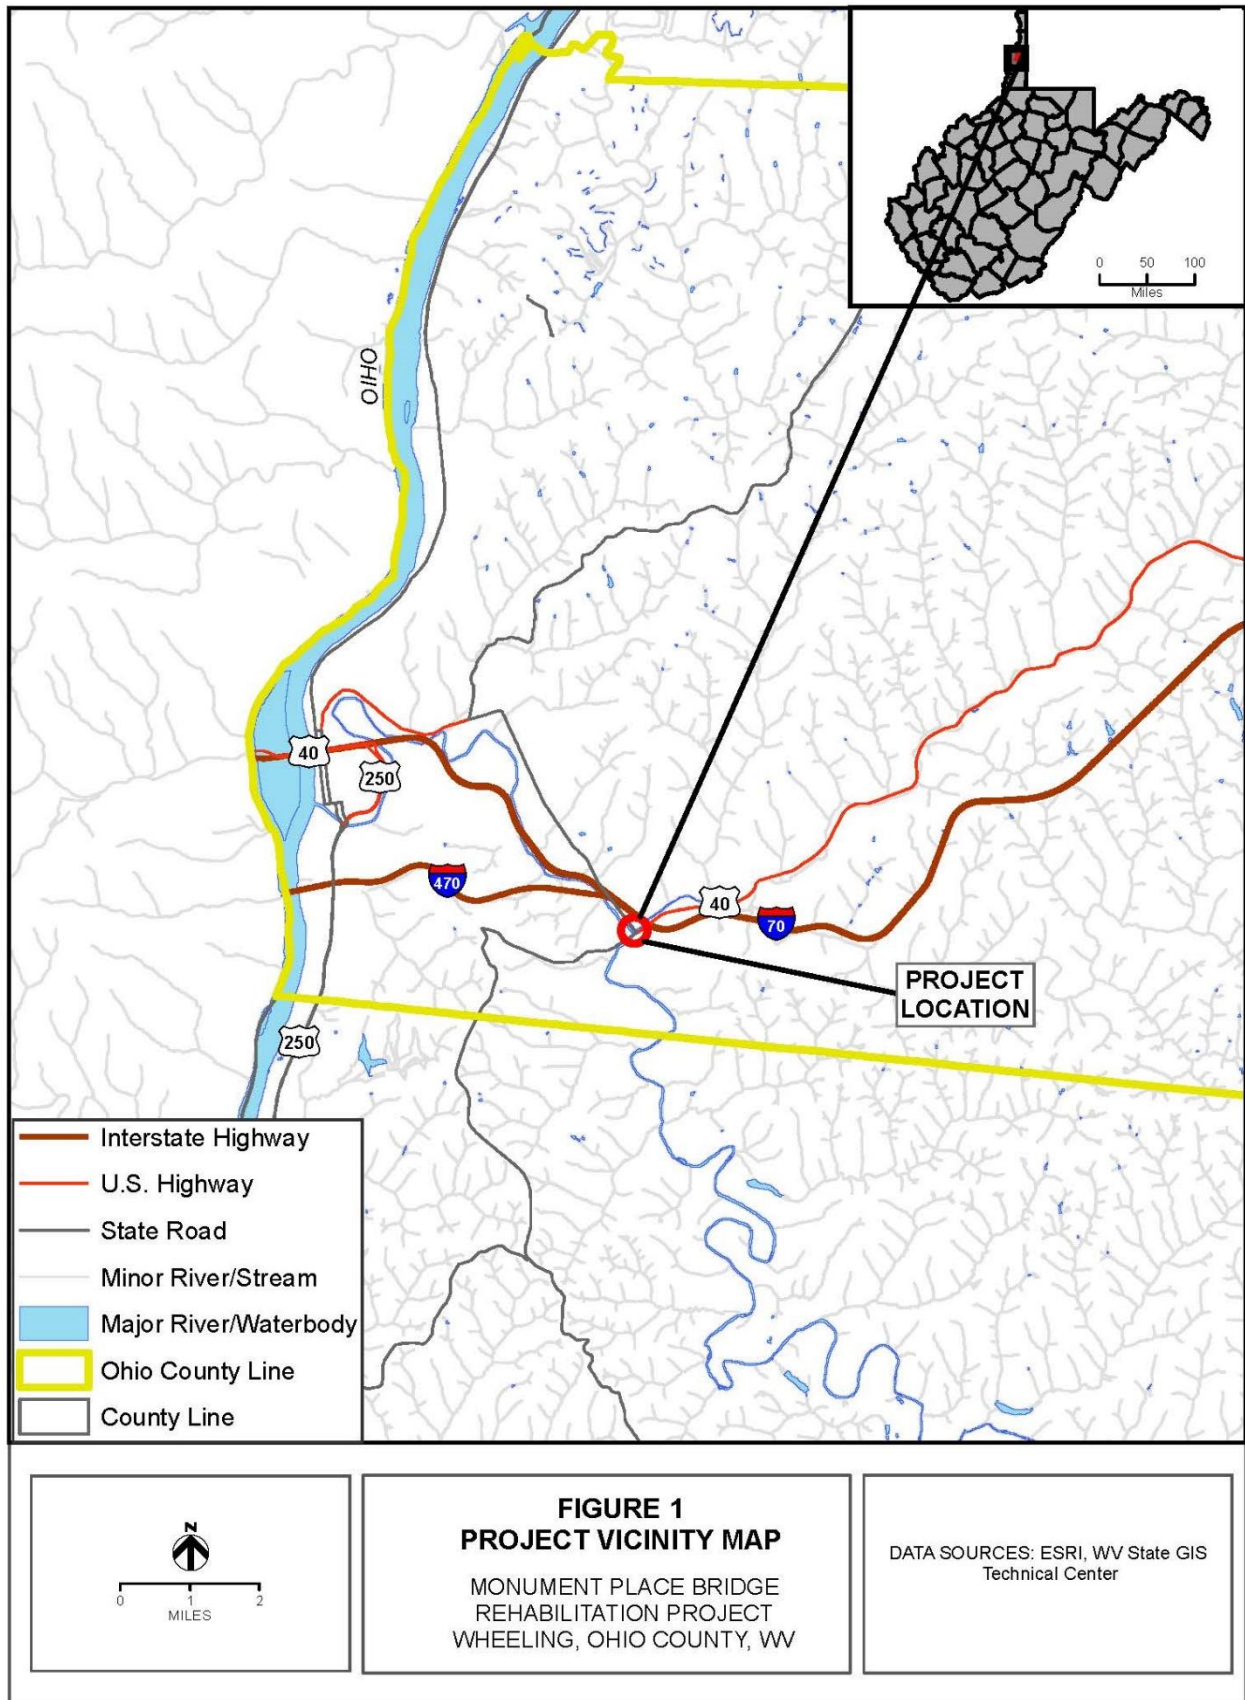 0 50 100
Miles
OHIO
40
250
470
40
70
PROJECT
LOCATION
250
Interstate Highway
U.S. Highway
State Road
Minor River/Stream
Major River/Waterbody
Ohio County Line
County Line
N
0 1 2
MILES
FIGURE 1
PROJECT VICINITY MAP
MONUMENT PLACE BRIDGE
REHABILITATION PROJECT
WHEELING, OHIO COUNTY, WV
DATA SOURCES: ESRI, WV State GIS
Technical Center